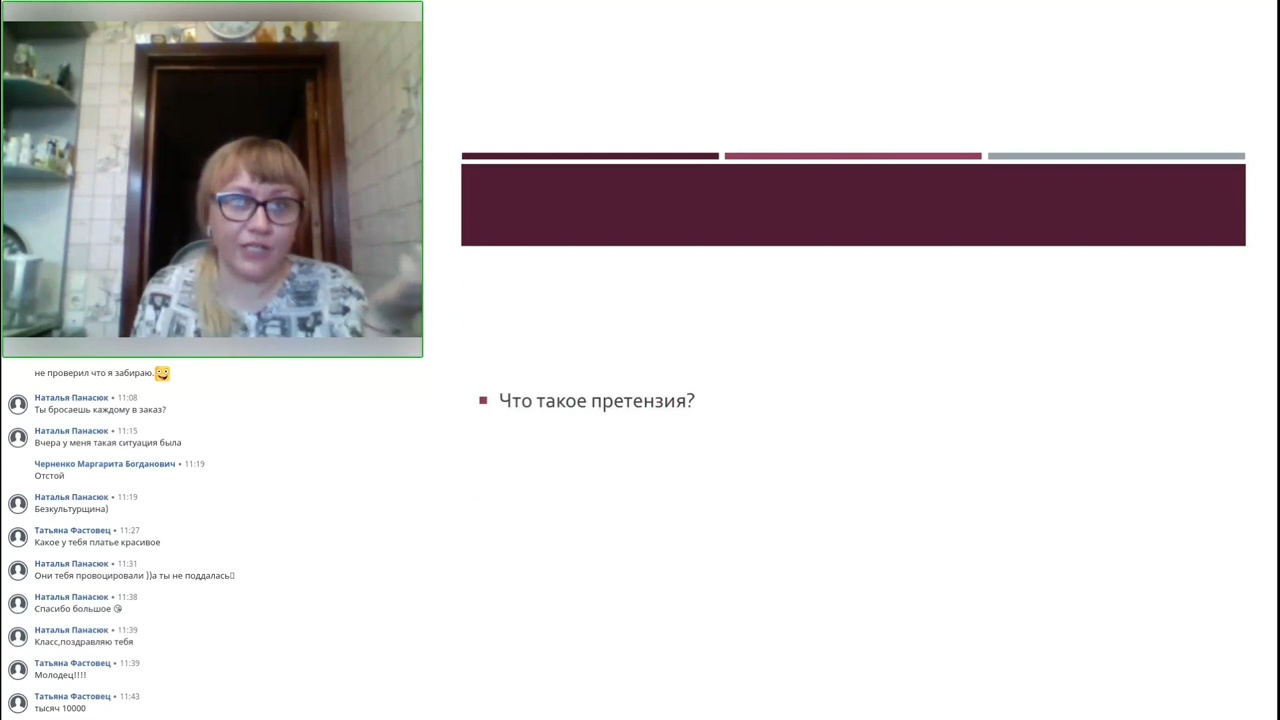 не проверил что я забираю.
Наталья Панасюк • 11:08
Ты бросаешь каждому в заказ?
Наталья Панасюк • 11:15
Вчера у меня такая ситуация была
Черненко Маргарита Богданович • 11:19
Отстой
Наталья Панасюк • 11:19
Безкультурщина)
Татьяна Фастовец • 11:27
Какое у тебя платье красивое
Наталья Панасюк • 11:31
Они тебя провоцировали ))а ты не поддалась
Наталья Панасюк • 11:38
Спасибо большое 😘
Наталья Панасюк • 11:39
Класс,поздравляю тебя
Татьяна Фастовец • 11:39
Молодец!!!!
Татьяна Фастовец • 11:43
тысяч 10000
Что такое претензия?